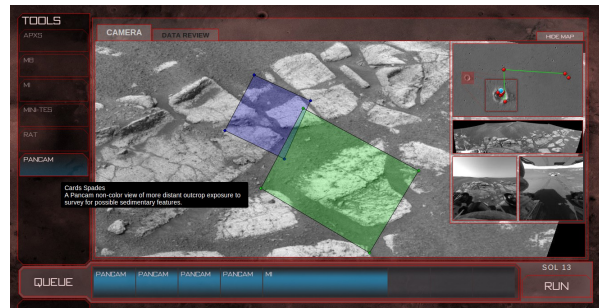 TOOLS
APXS
MB
MI
MINI-TES
RAT
PANCAM
CAMERA
DATA REVIEW
HIDE MAP
Cards Spades
A Pancam non-color view of more distant outcrop exposure to
survey for possible sedimentary features.
QUEUE
PANCAM PANCAM PANCAM PANCAM MI
SOL 13
RUN